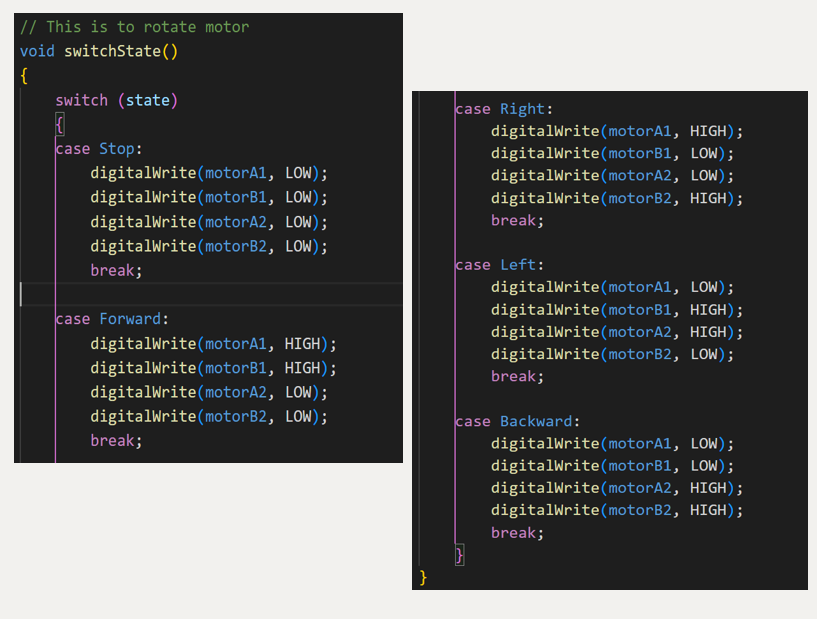 // This is to rotate motor
void switchState()
{
switch (state)
{
case Stop:
digitalWrite(motorA1, LOW);
digitalWrite(motorB1, LOW);
digitalWrite(motorA2, LOW);
digitalWrite(motorB2, LOW);
break;
case Forward:
digitalWrite(motorA1, HIGH);
digitalWrite(motorB1, HIGH);
digitalWrite(motorA2, LOW);
digitalWrite(motorB2, LOW);
break;
case Right:
digitalWrite(motorA1, HIGH);
digitalWrite(motorB1, LOW);
digitalWrite(motorA2, LOW);
digitalWrite(motorB2, HIGH);
break;
case Left:
digitalWrite(motorA1, LOW);
digitalWrite(motorB1, HIGH);
digitalWrite(motorA2, HIGH);
digitalWrite(motorB2, LOW);
break;
case Backward:
digitalWrite(motorA1, LOW);
digitalWrite(motorB1, LOW);
digitalWrite(motorA2, HIGH);
digitalWrite(motorB2, HIGH);
break;
}
}